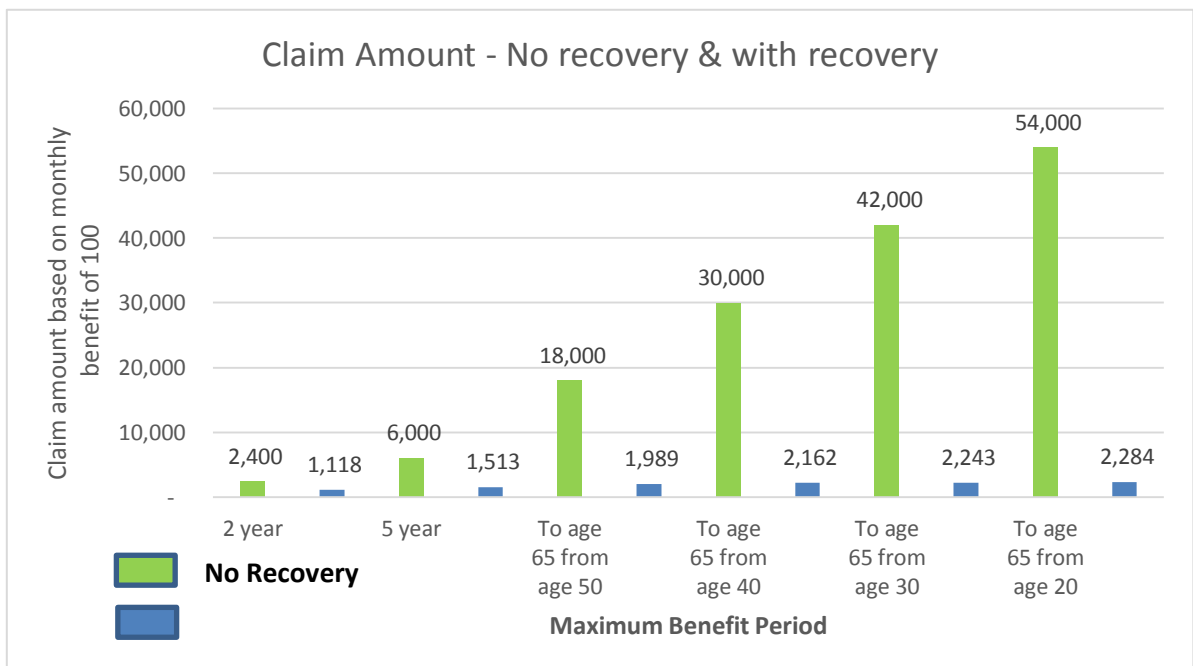 Claim Amount - No recovery & with recovery
Claim amount based on monthly
benefit of 100
60,000
50,000
40,000
30,000
20,000
10,000
-
2,400
1,118
6,000
1,513
18,000
1,989
30,000
2,162
42,000
2,243
54,000
2,284
2 year
5 year
To age
65 from
age 50
To age
65 from
age 40
To age
65 from
age 30
To age
65 from
age 20
No Recovery
Maximum Benefit Period